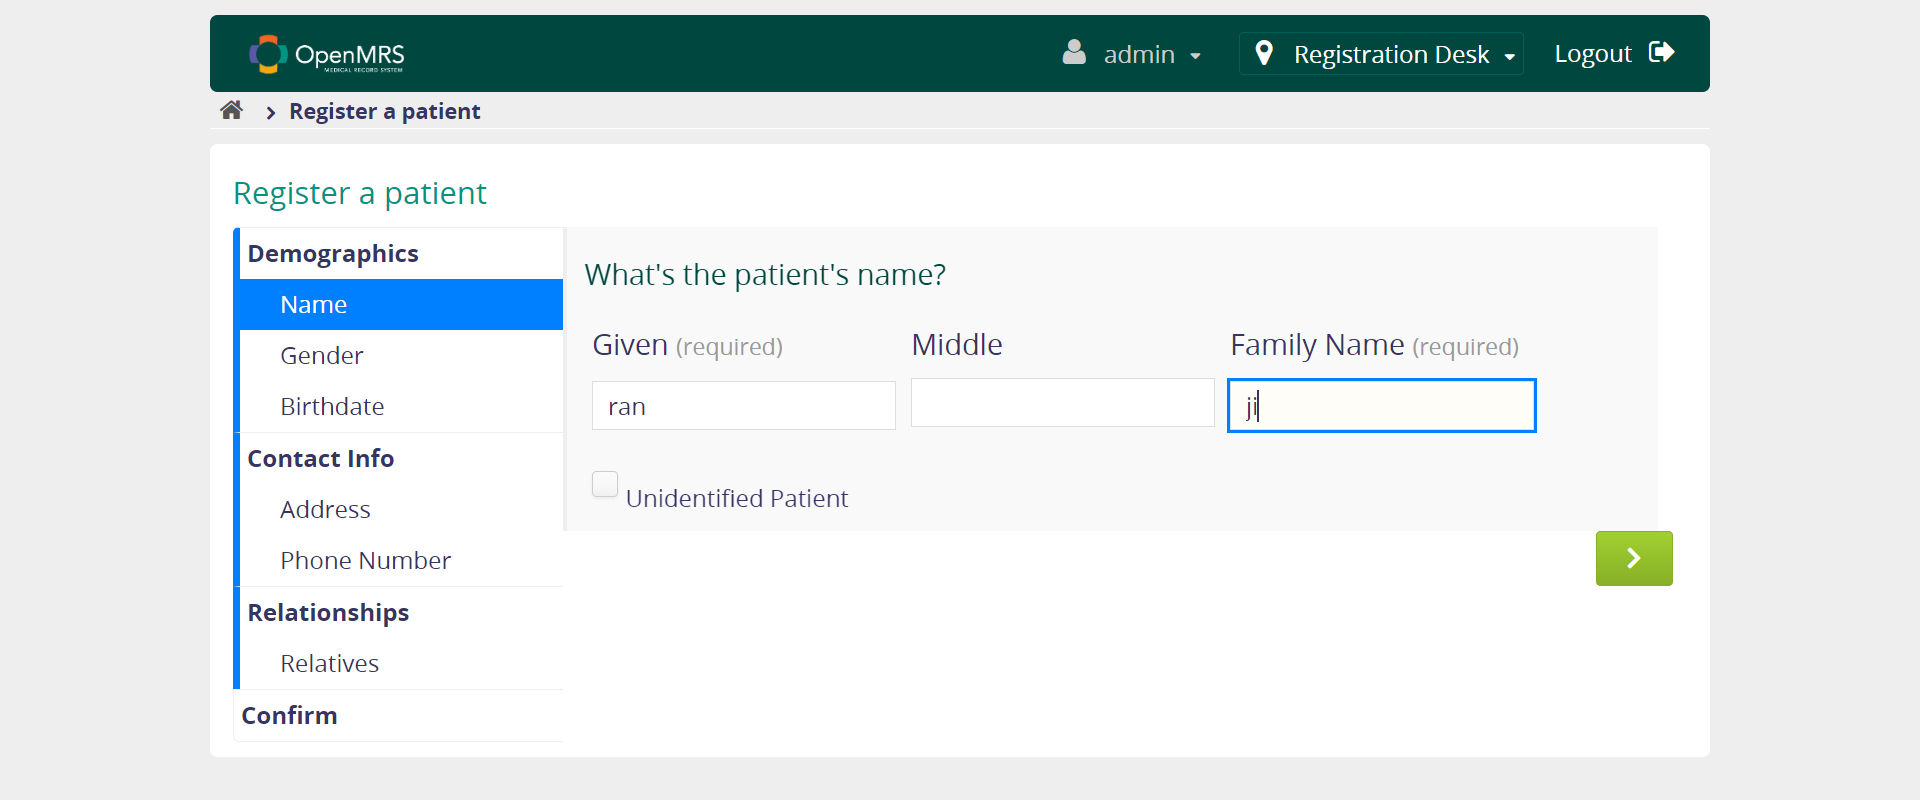 OpenMRS
MEDICAL RECORD SYSTEM
admin
Registration Desk
Logout
Register a patient
Register a patient
Demographics
Name
Gender
Birthdate
Contact Info
Address
Phone Number
Relationships
Relatives
Confirm
What's the patient's name?
Given (required)
Middle
Family Name (required)
ran
ji
Unidentified Patient